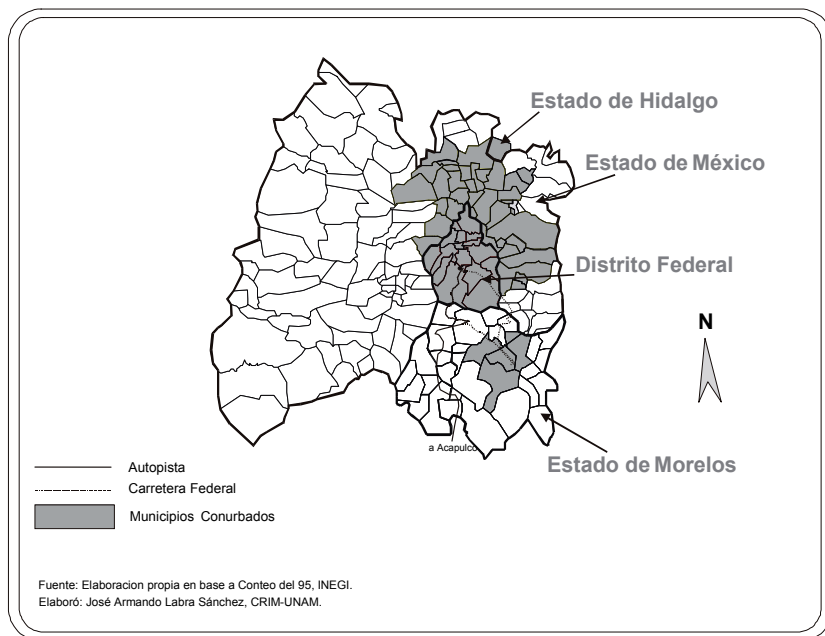 Estado de Hidalgo
Estado de México
Distrito Federal
N
a Acapulco
Estado de Morelos
Autopista
Carretera Federal
Municipios Conurbados
Fuente: Elaboracion propia en base a Conteo del 95, INEGI.
Elaboró: José Armando Labra Sánchez, CRIM-UNAM.